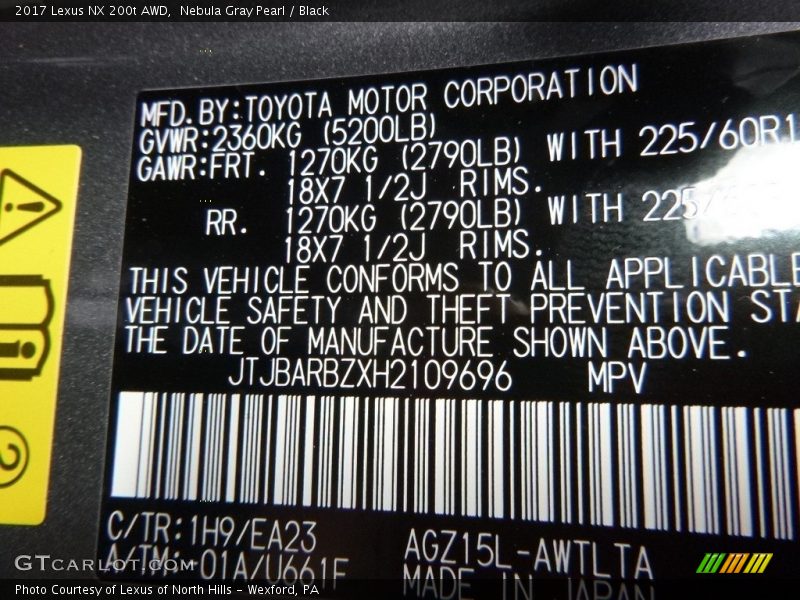 2017 Lexus NX 200t AWD,  Nebula Gray Pearl / Black
MFD.BY:TOYOTA MOTOR CORPORATION
GVWR:2360KG (5200LB)
GAWR:FRT. 1270KG (2790LB) WITH 225/60R1
18X7 1/2J RIMS.
RR. 1270KG (2790LB) WITH 225/
18X7 1/2J RIMS.
THIS VEHICLE CONFORMS TO ALL APPLICABLE
VEHICLE SAFETY AND THEFT PREVENTION STA
THE DATE OF MANUFACTURE SHOWN ABOVE.
JTJBARBZXH2109696 MPV
C/TR:1H9/EA23 AGZ15L-AWTLTA
A/TM:-01A/U661F MADE IN JAPAN
2
GTcarlot.com
Photo Courtesy of Lexus of North Hills - Wexford, PA